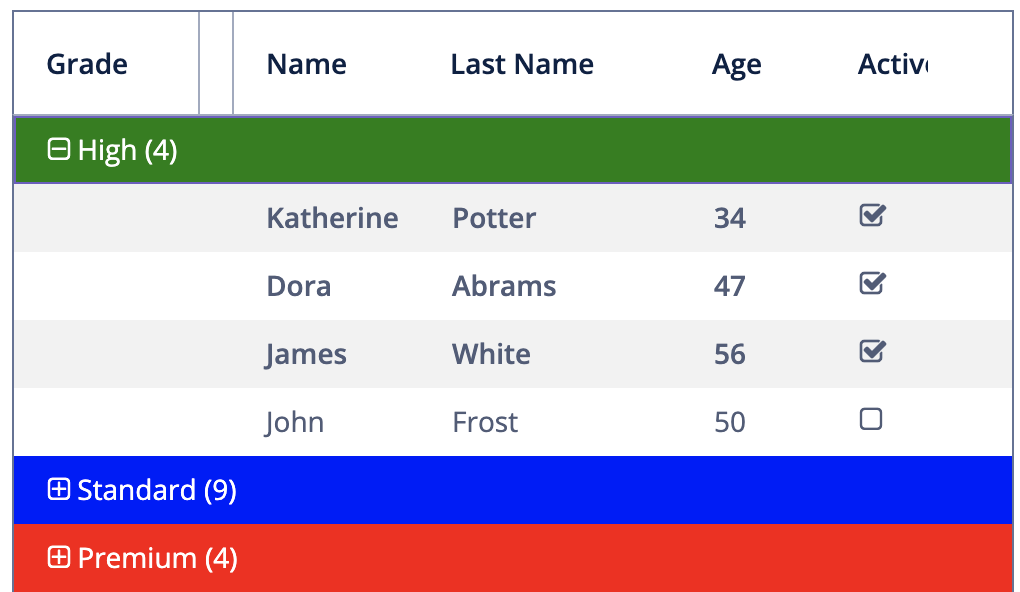 Grade Name Last Name Age Activ
High (4)
Katherine Potter 34
Dora Abrams 47
James White 56
John Frost 50
Standard (9)
Premium (4)